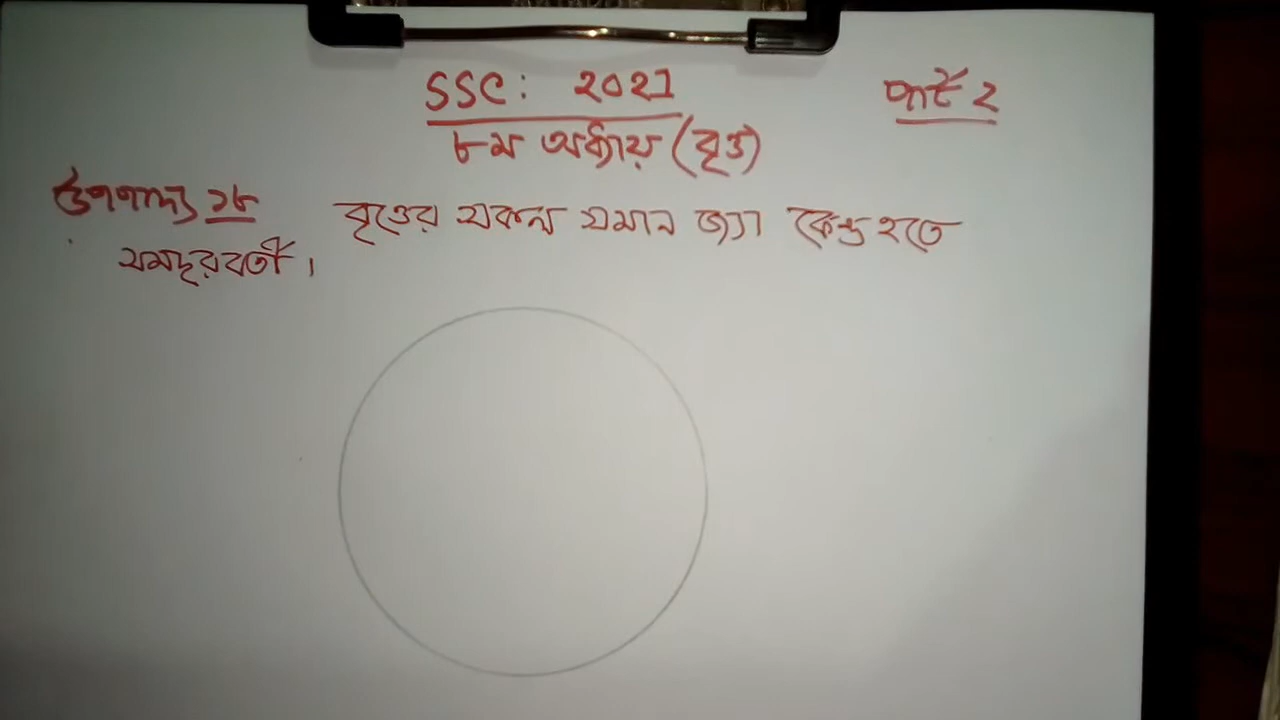 SSC: ২০২১
পার্ট ২
৮ম অধ্যায় (বৃত্ত)
উপপাদ্য ১৮ বৃত্তের সকল সমান জ্যা কেন্দ্র হতে
সমদূরবর্তী।